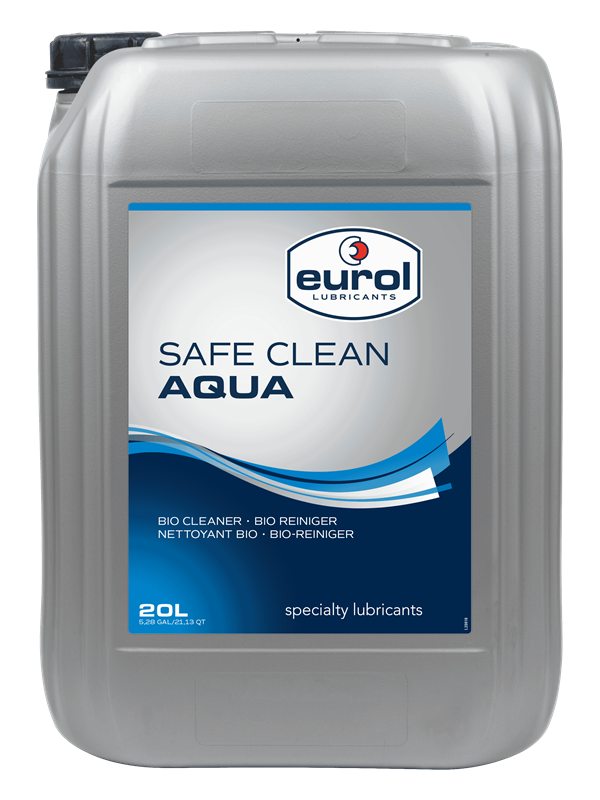 eurol
LUBRICANTS
SAFE CLEAN
AQUA
BIO CLEANER · BIO REINIGER
NETTOYANT BIO · BIO-REINIGER
20L
5,28 GAL/21,13 QT
specialty lubricants